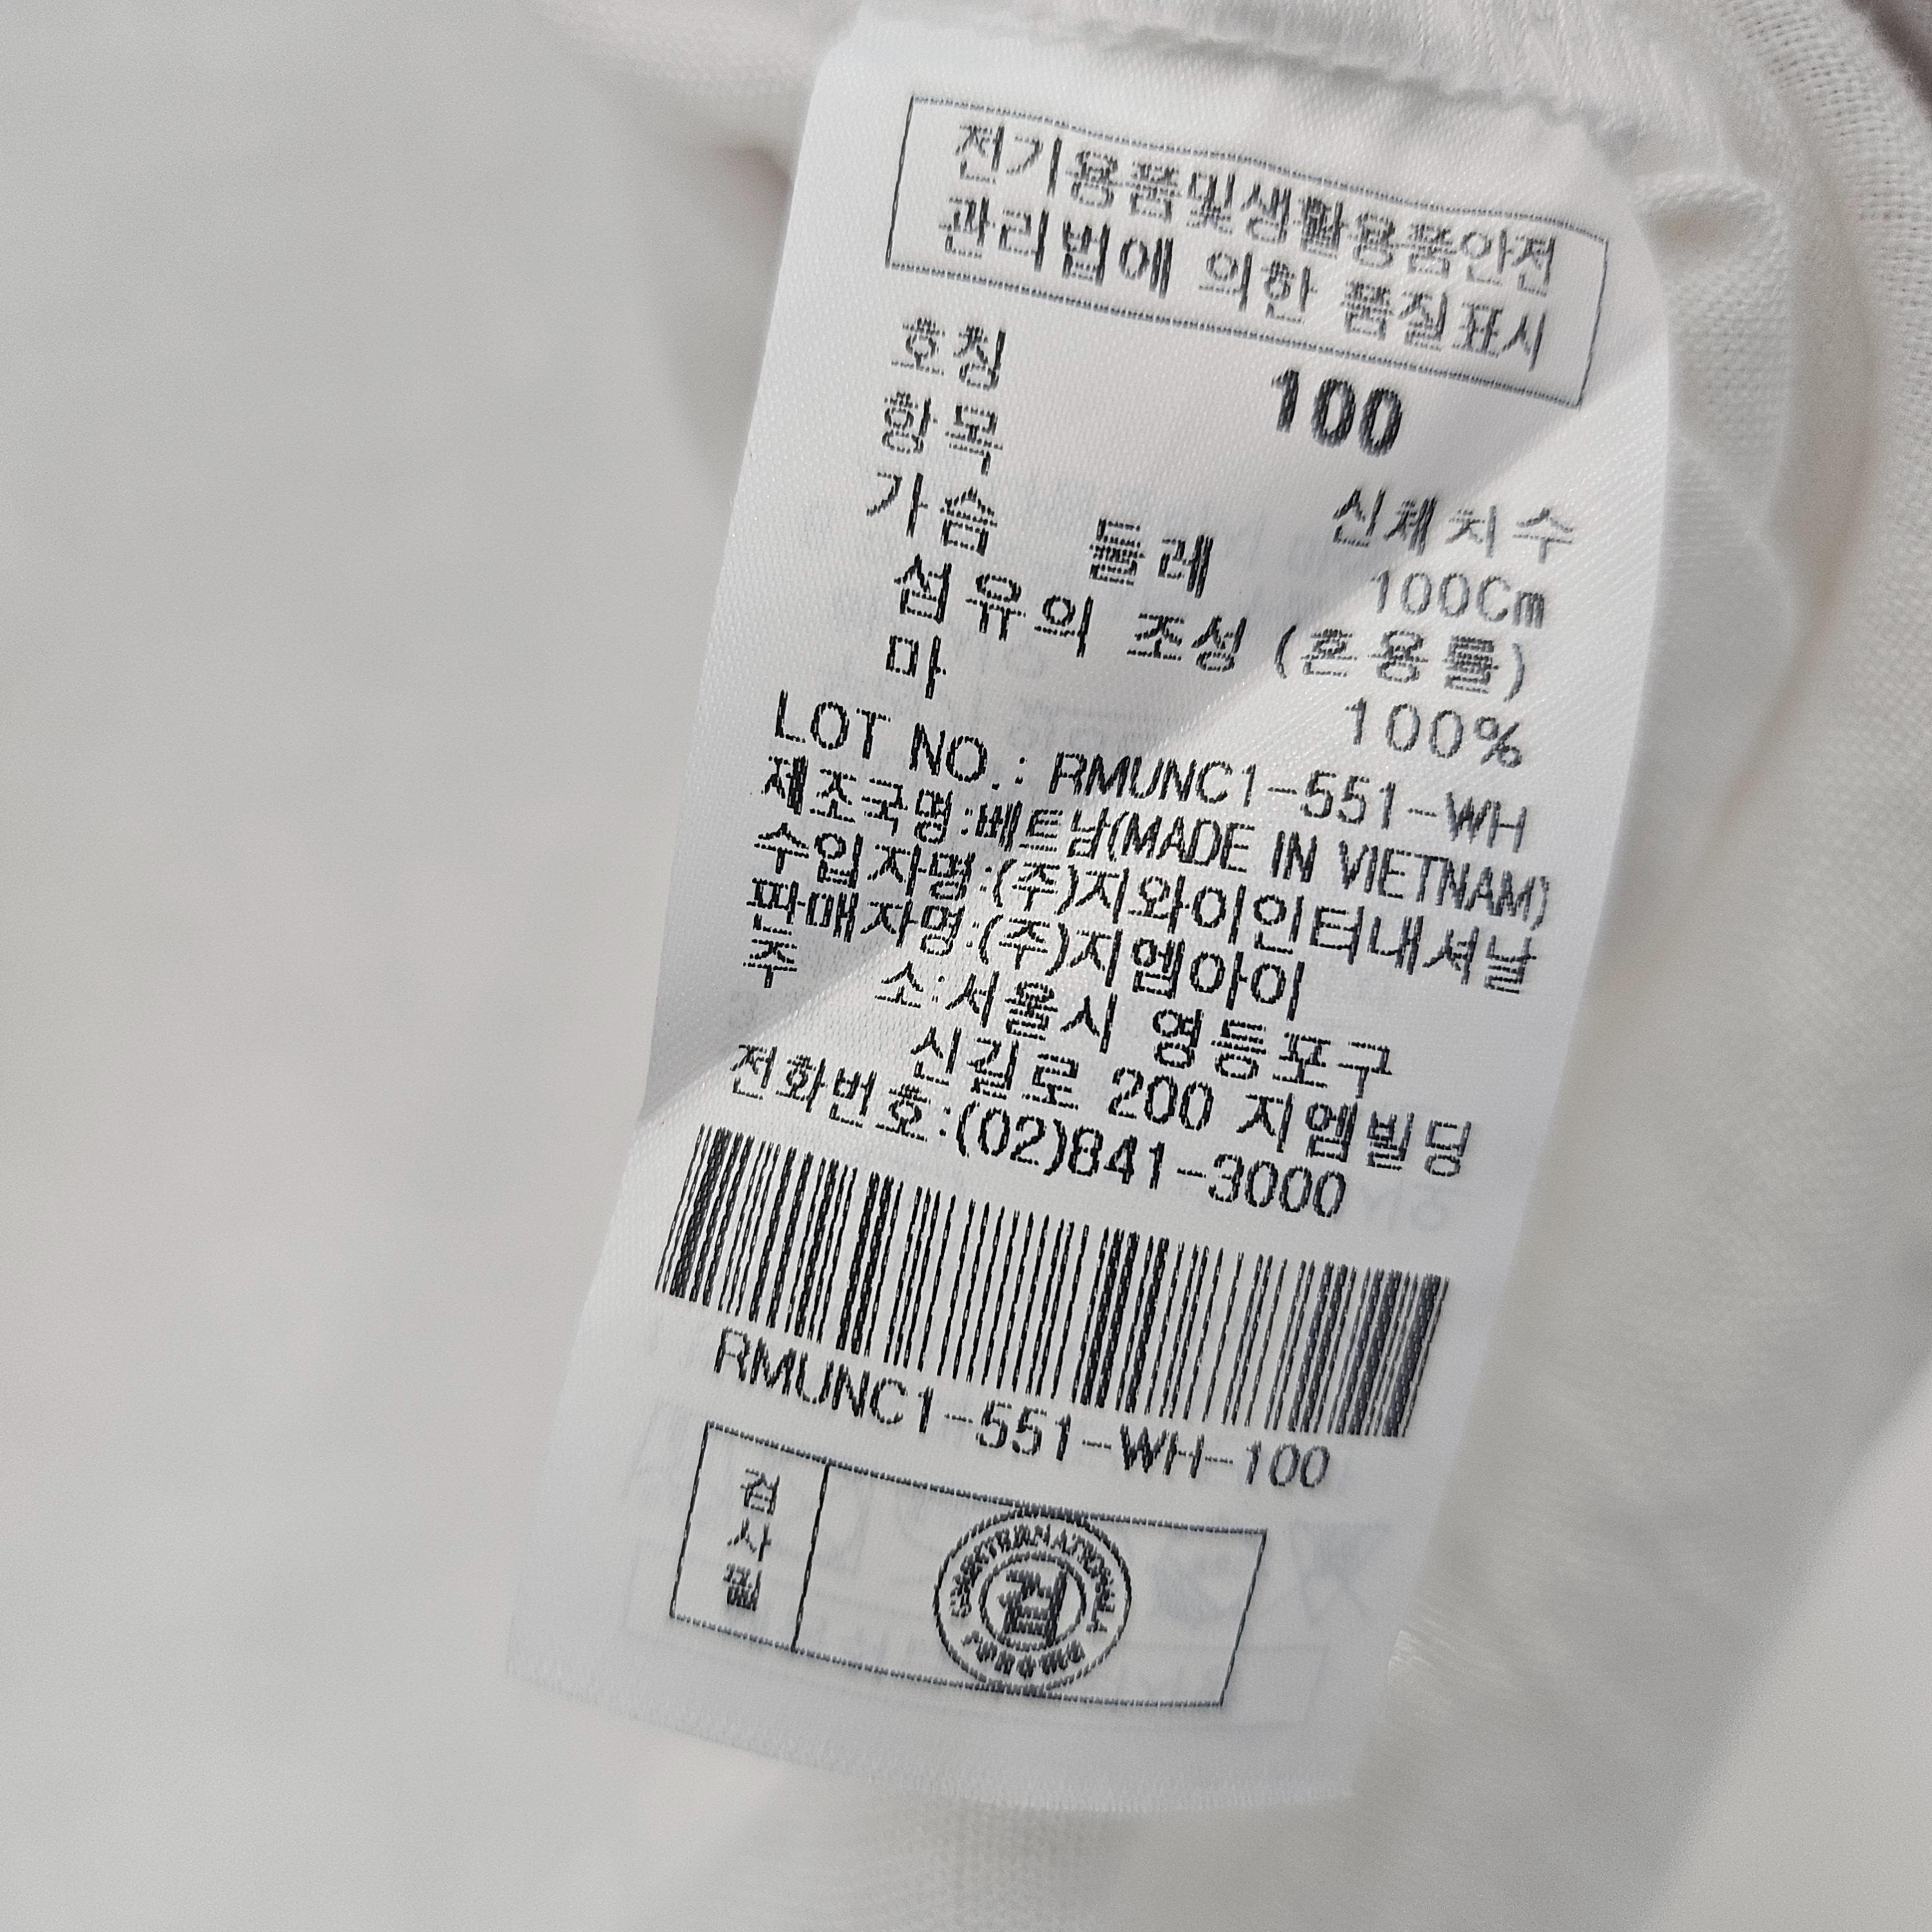 전기용품및생활용품안전
관리법에 의한 품질표시
호칭 100
항목 신체치수
가슴 둘레 100Cm
섬유의 조성 (혼용률)
마 100%
LOT NO.: RMUNC1-551-WH
제조국명:베트남(MADE IN VIETNAM)
수입자명:(주)지와이인터내셔날
판매자명:(주)지엠아이
주 소:서울시 영등포구
신길로 200 지엠빌딩
전화번호:(02)841-3000
RMUNC1-551-WH-100
검사필
검